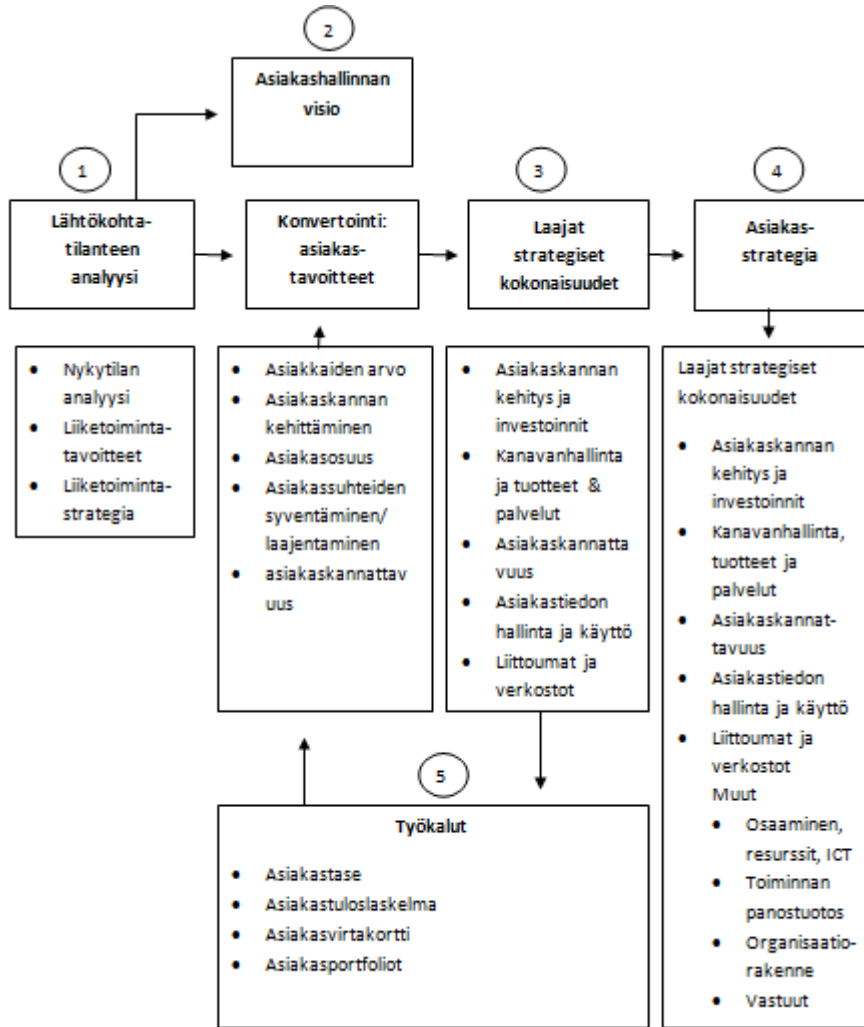 2
Asiakashallinnan
visio
1
Lähtökohta-
tilanteen
analyysi
Konvertointi:
asiakas-
tavoitteet
3
Laajat
strategiset
kokonaisuudet
4
Asiakas-
strategia
• Nykytilan
analyysi
• Liiketoiminta-
tavoitteet
• Liiketoiminta-
strategia
• Asiakkaiden arvo
• Asiakaskannan
kehittäminen
• Asiakasosuus
• Asiakassuhteiden
syventäminen/
laajentaminen
• asiakaskannattav
uus
• Asiakaskannan
kehitys ja
investoinnit
• Kanavanhallinta
ja tuotteet &
palvelut
• Asiakaskannatta
vuus
• Asiakastiedon
hallinta ja käyttö
• Liittoumat ja
verkostot
Laajat strategiset
kokonaisuudet
• Asiakaskannan
kehitys ja
investoinnit
• Kanavanhallinta,
tuotteet ja
palvelut
• Asiakaskannat-
tavuus
• Asiakastiedon
hallinta ja käyttö
• Liittoumat ja
verkostot
Muut
• Osaaminen,
resurssit, ICT
• Toiminnan
panostuotos
• Organisaatio-
rakenne
• Vastuut
5
Työkalut
• Asiakastase
• Asiakastuloslaskelma
• Asiakasvirtakortti
• Asiakasportfoliot